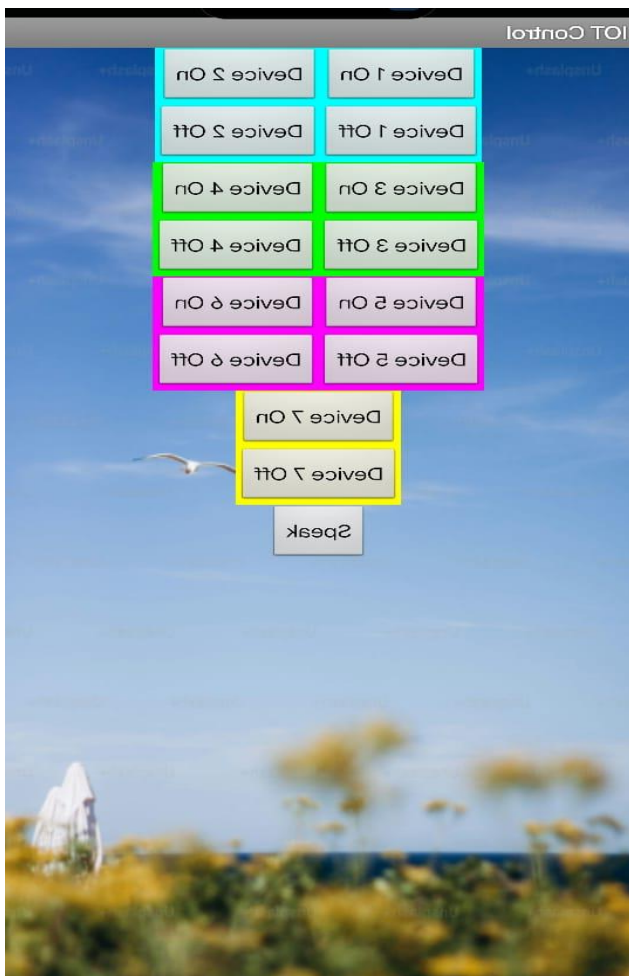 IOT Control
Device 1 On Device 2 On
Device 1 Off Device 2 Off
Device 3 On Device 4 On
Device 3 Off Device 4 Off
Device 5 On Device 6 On
Device 5 Off Device 6 Off
Device 7 On
Device 7 Off
Speak